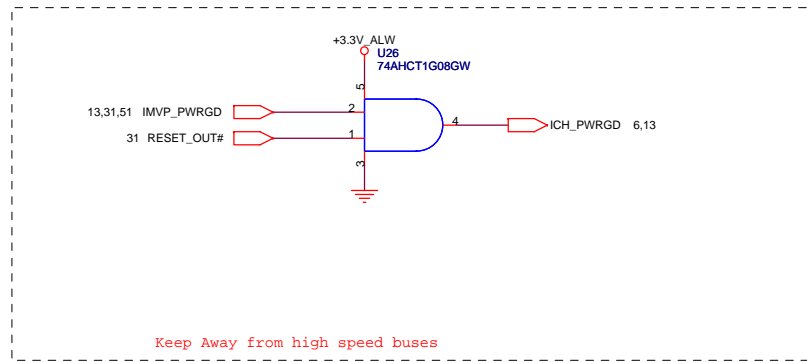 +3.3V_ALW
U26
74AHCT1G08GW
5
13,31,51 IMVP_PWRGD 2
4 ICH_PWRGD 6,13
31 RESET_OUT# 1
3
Keep Away from high speed buses